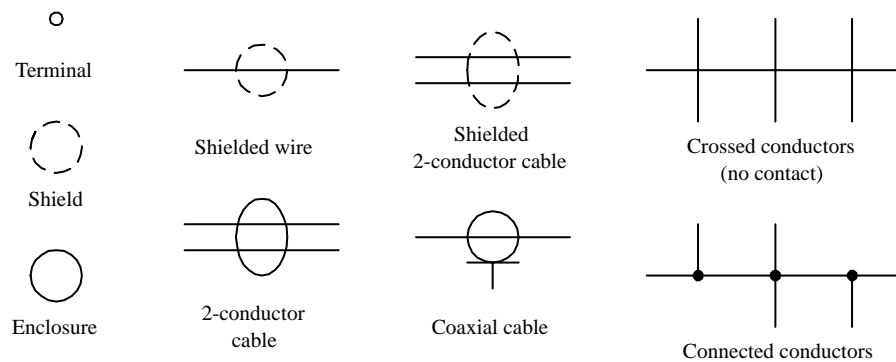 Terminal
Shielded wire
Shielded
2-conductor cable
Crossed conductors
(no contact)
Shield
Enclosure
2-conductor
cable
Coaxial cable
Connected conductors